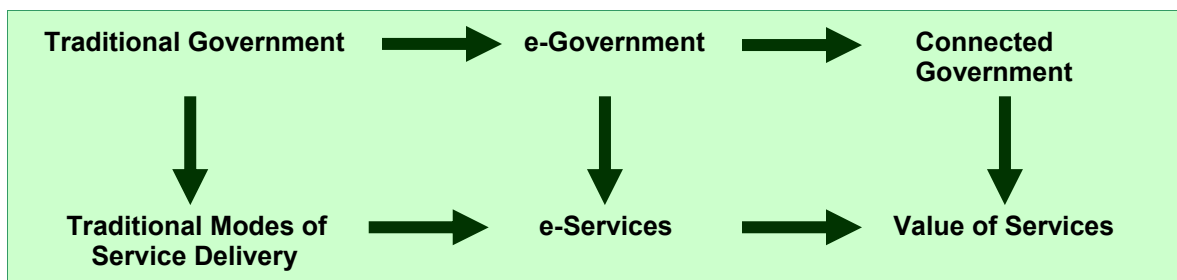 Traditional Government
e-Government
Connected
Government
Traditional Modes of
Service Delivery
e-Services
Value of Services